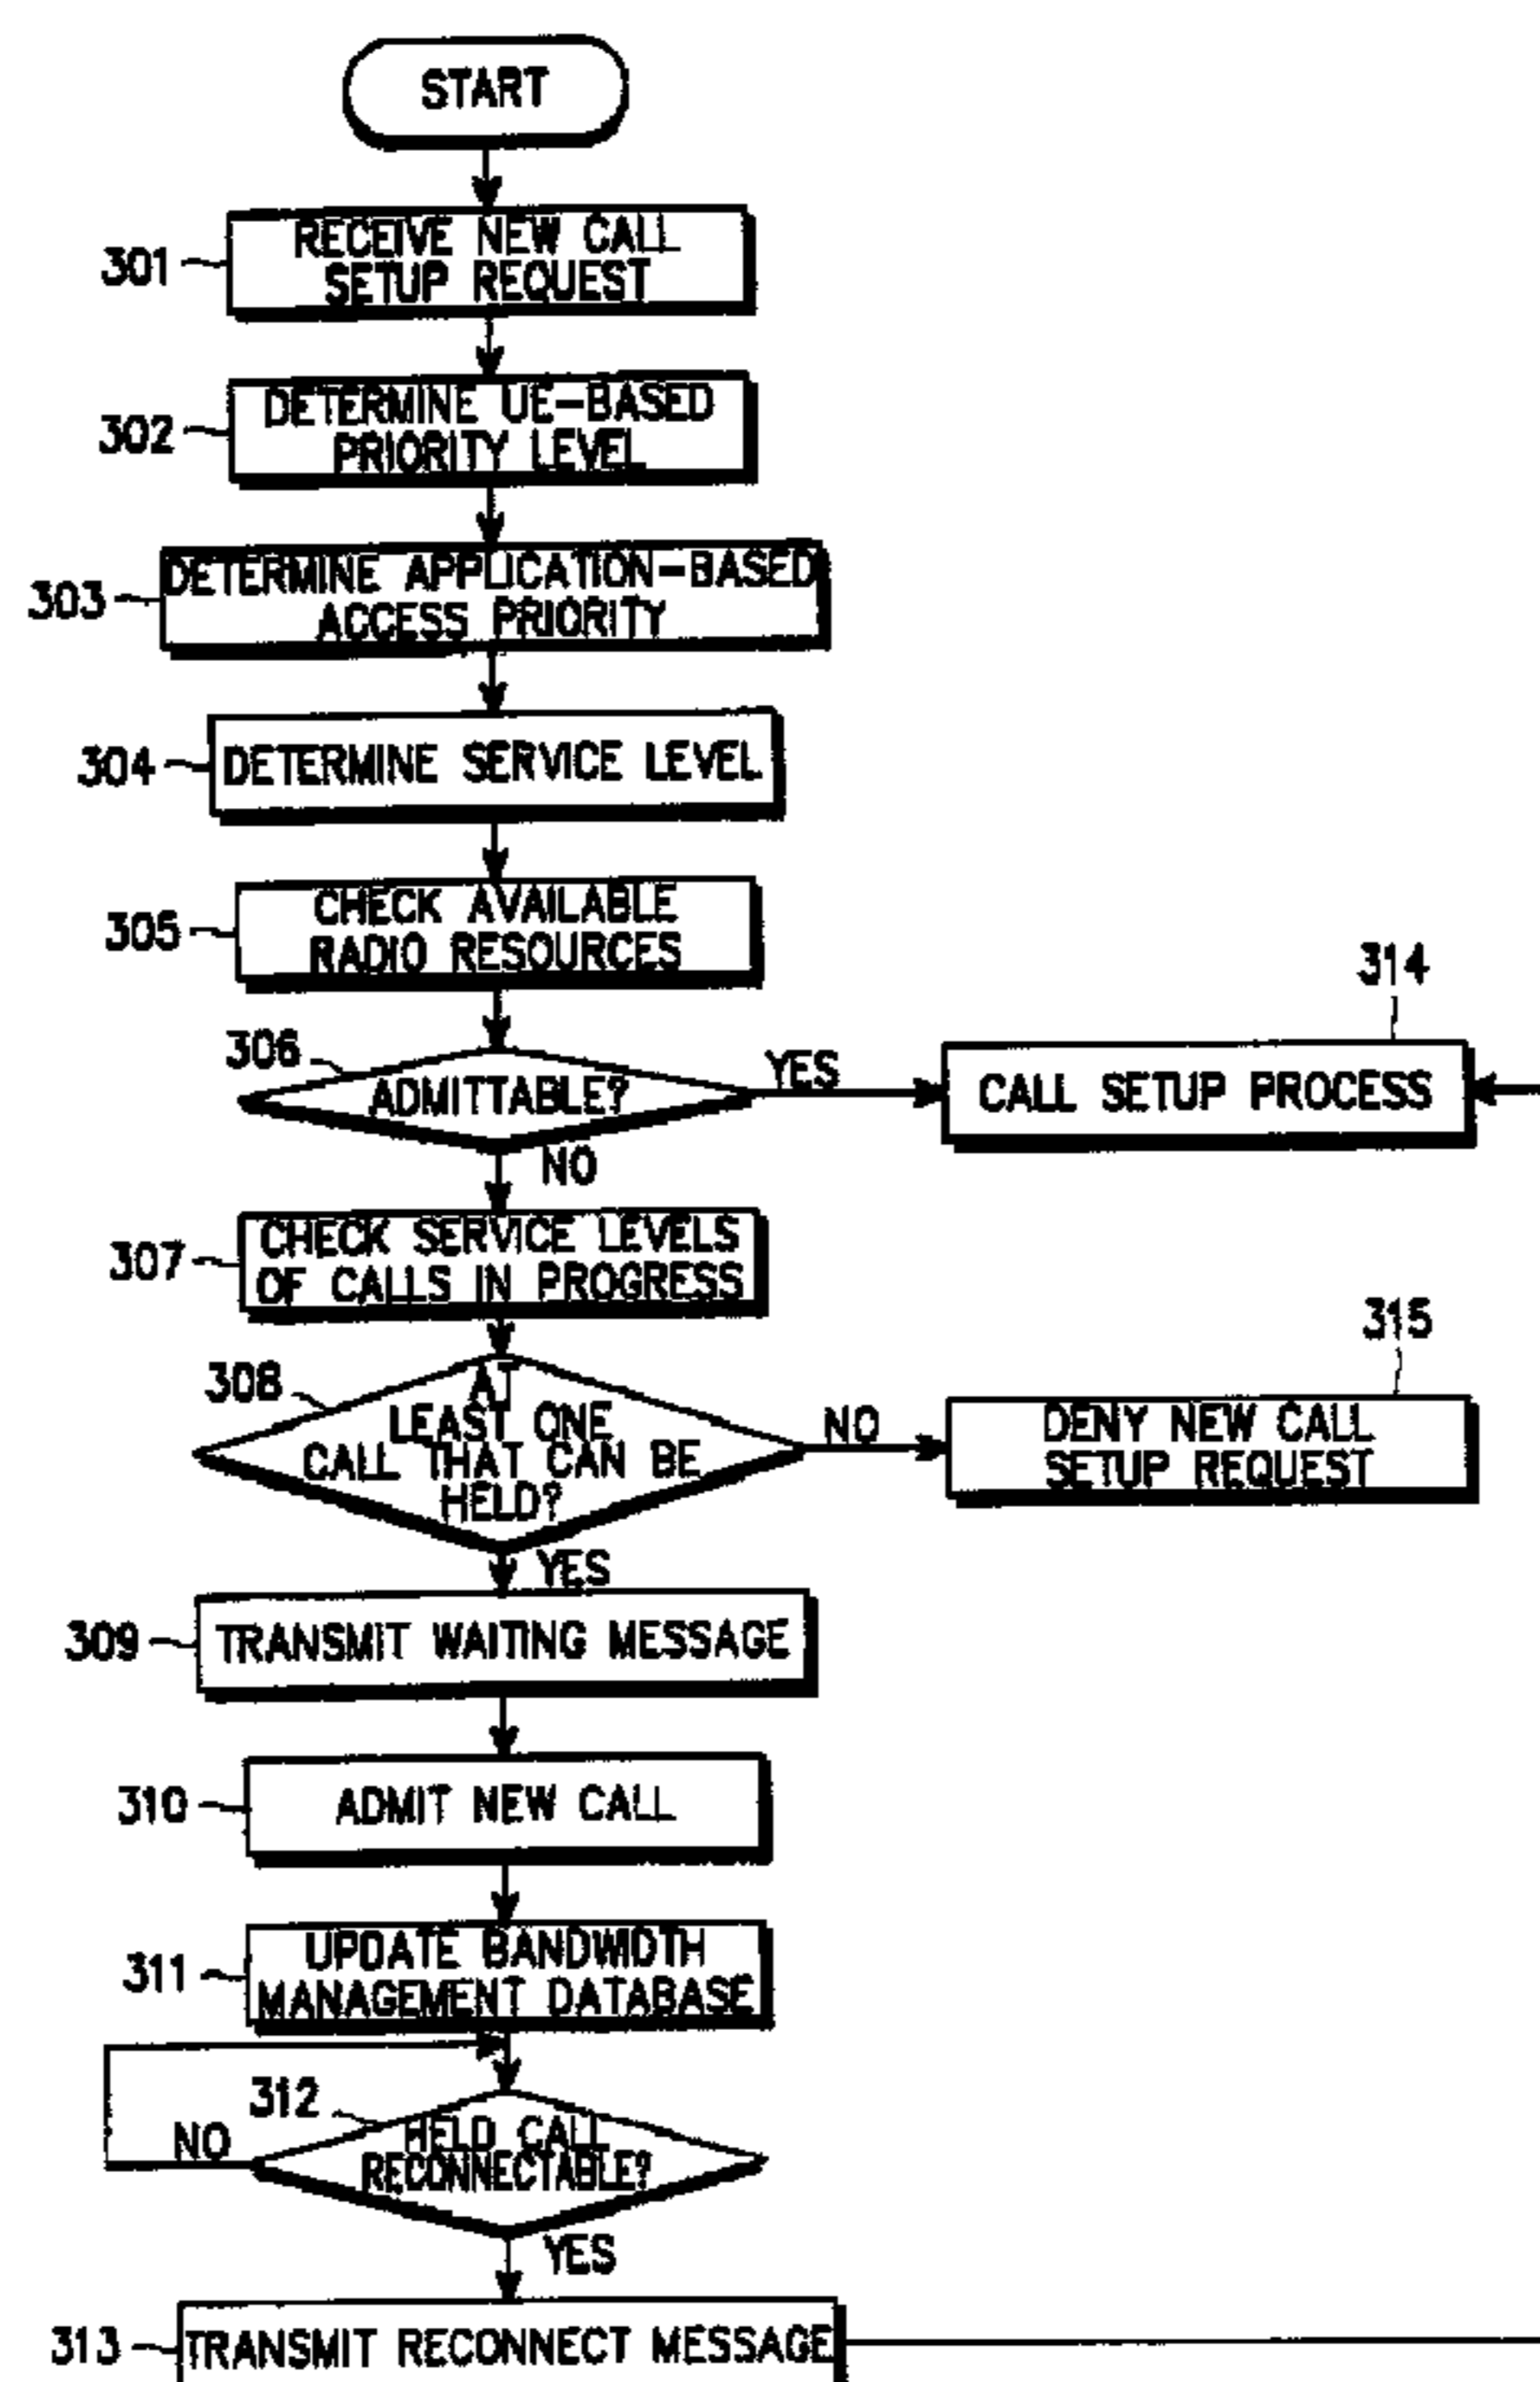 START
301
RECEIVE NEW CALL
SETUP REQUEST
302
DETERMINE UE-BASED
PRIORITY LEVEL
303
DETERMINE APPLICATION-BASED
ACCESS PRIORITY
304
DETERMINE SERVICE LEVEL
305
CHECK AVAILABLE
RADIO RESOURCES
306
ADMITTABLE?
YES
314
CALL SETUP PROCESS
NO
307
CHECK SERVICE LEVELS
OF CALLS IN PROGRESS
308
AT
LEAST ONE
CALL THAT CAN BE
HELD?
NO
315
DENY NEW CALL
SETUP REQUEST
YES
309
TRANSMIT WAITING MESSAGE
310
ADMIT NEW CALL
311
UPDATE BANDWIDTH
MANAGEMENT DATABASE
312
HELD CALL
RECONNECTABLE?
NO
YES
313
TRANSMIT RECONNECT MESSAGE